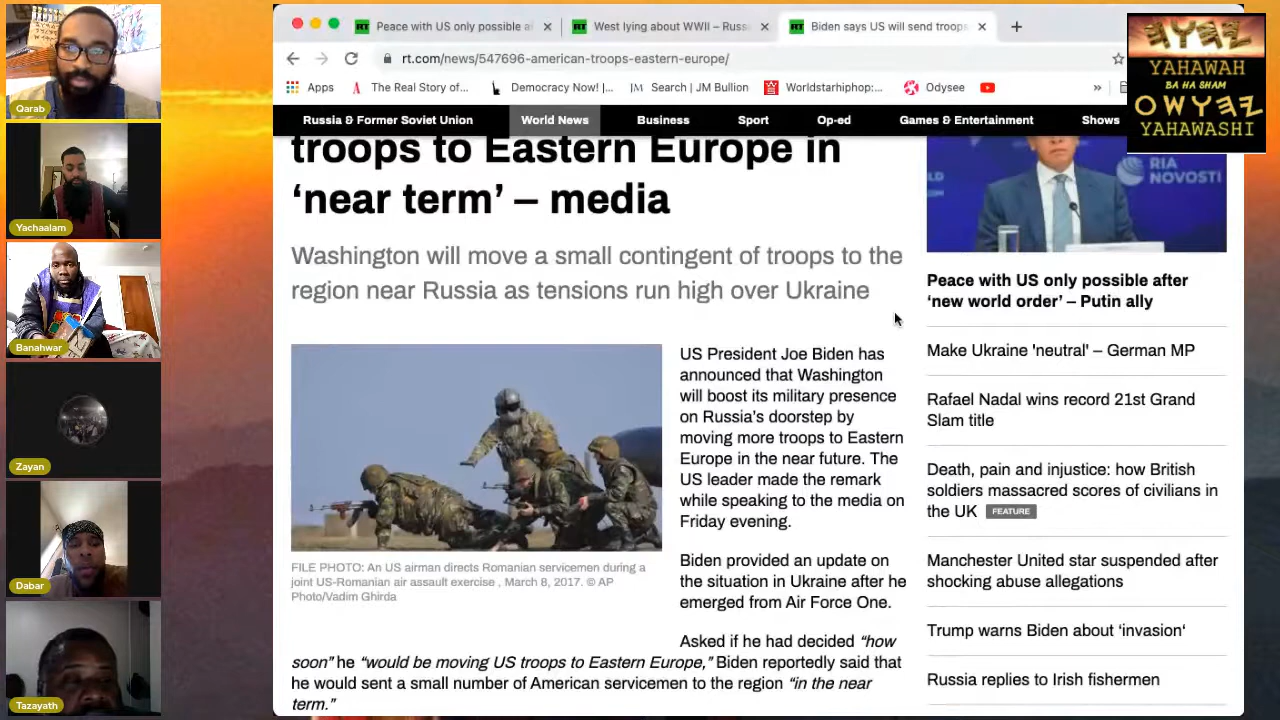 Qarab
Yachaalam
Banahwar
Zayan
Dabar
Tazayath
Peace with US only possible af
West lying about WWII – Russ
Biden says US will send troops
rt.com/news/547696-american-troops-eastern-europe/
Apps
The Real Story of...
Democracy Now! |...
Search | JM Bullion
Worldstarhiphop:...
Odysee
»
YAHAWAH
BA HA SHAM
YAHAWASHI
Russia & Former Soviet Union
World News
Business
Sport
Op-ed
Games & Entertainment
Shows
troops to Eastern Europe in
‘near term’ – media
Washington will move a small contingent of troops to the
region near Russia as tensions run high over Ukraine
FILE PHOTO: An US airman directs Romanian servicemen during a
joint US-Romanian air assault exercise , March 8, 2017. © AP
Photo/Vadim Ghirda
US President Joe Biden has
announced that Washington
will boost its military presence
on Russia’s doorstep by
moving more troops to Eastern
Europe in the near future. The
US leader made the remark
while speaking to the media on
Friday evening.
Biden provided an update on
the situation in Ukraine after he
emerged from Air Force One.
Asked if he had decided “how
soon” he “would be moving US troops to Eastern Europe,” Biden reportedly said that
he would sent a small number of American servicemen to the region “in the near
term.”
RIA
NOVOSTI
Peace with US only possible after
‘new world order’ – Putin ally
Make Ukraine 'neutral' – German MP
Rafael Nadal wins record 21st Grand
Slam title
Death, pain and injustice: how British
soldiers massacred scores of civilians in
the UK FEATURE
Manchester United star suspended after
shocking abuse allegations
Trump warns Biden about ‘invasion‘
Russia replies to Irish fishermen